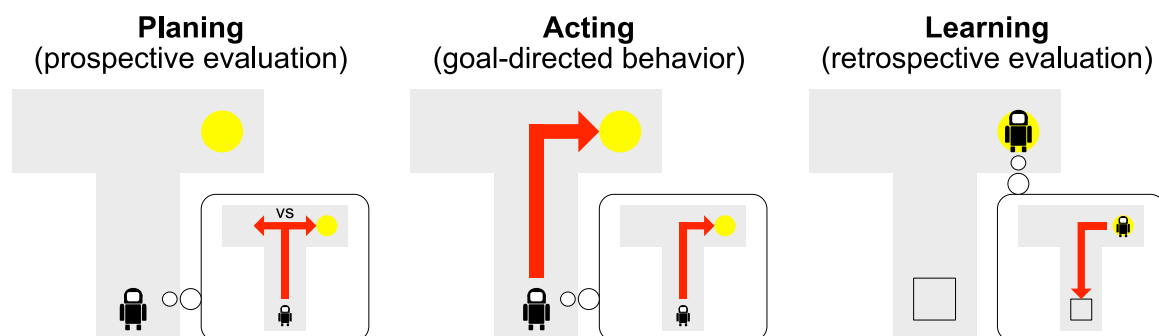 Planing
(prospective evaluation)
Acting
(goal-directed behavior)
Learning
(retrospective evaluation)
vs